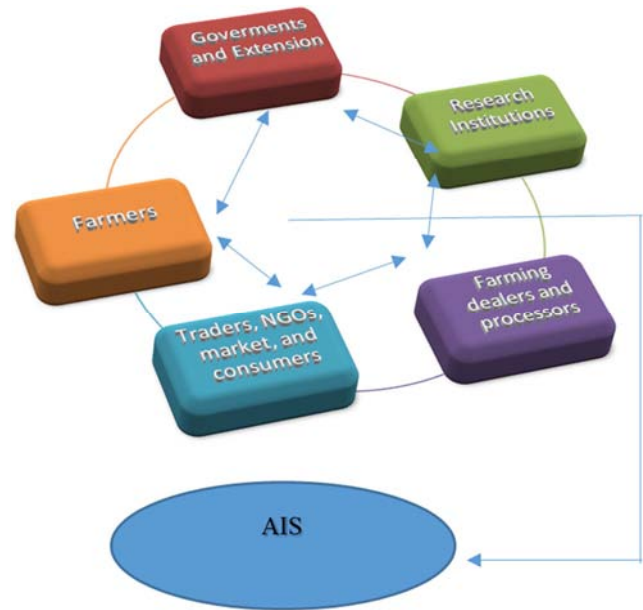 Goverments
and Extension
Research
Institutions
Farmers
Farming
dealers and
processors
Traders, NGOs,
market, and
consumers
AIS